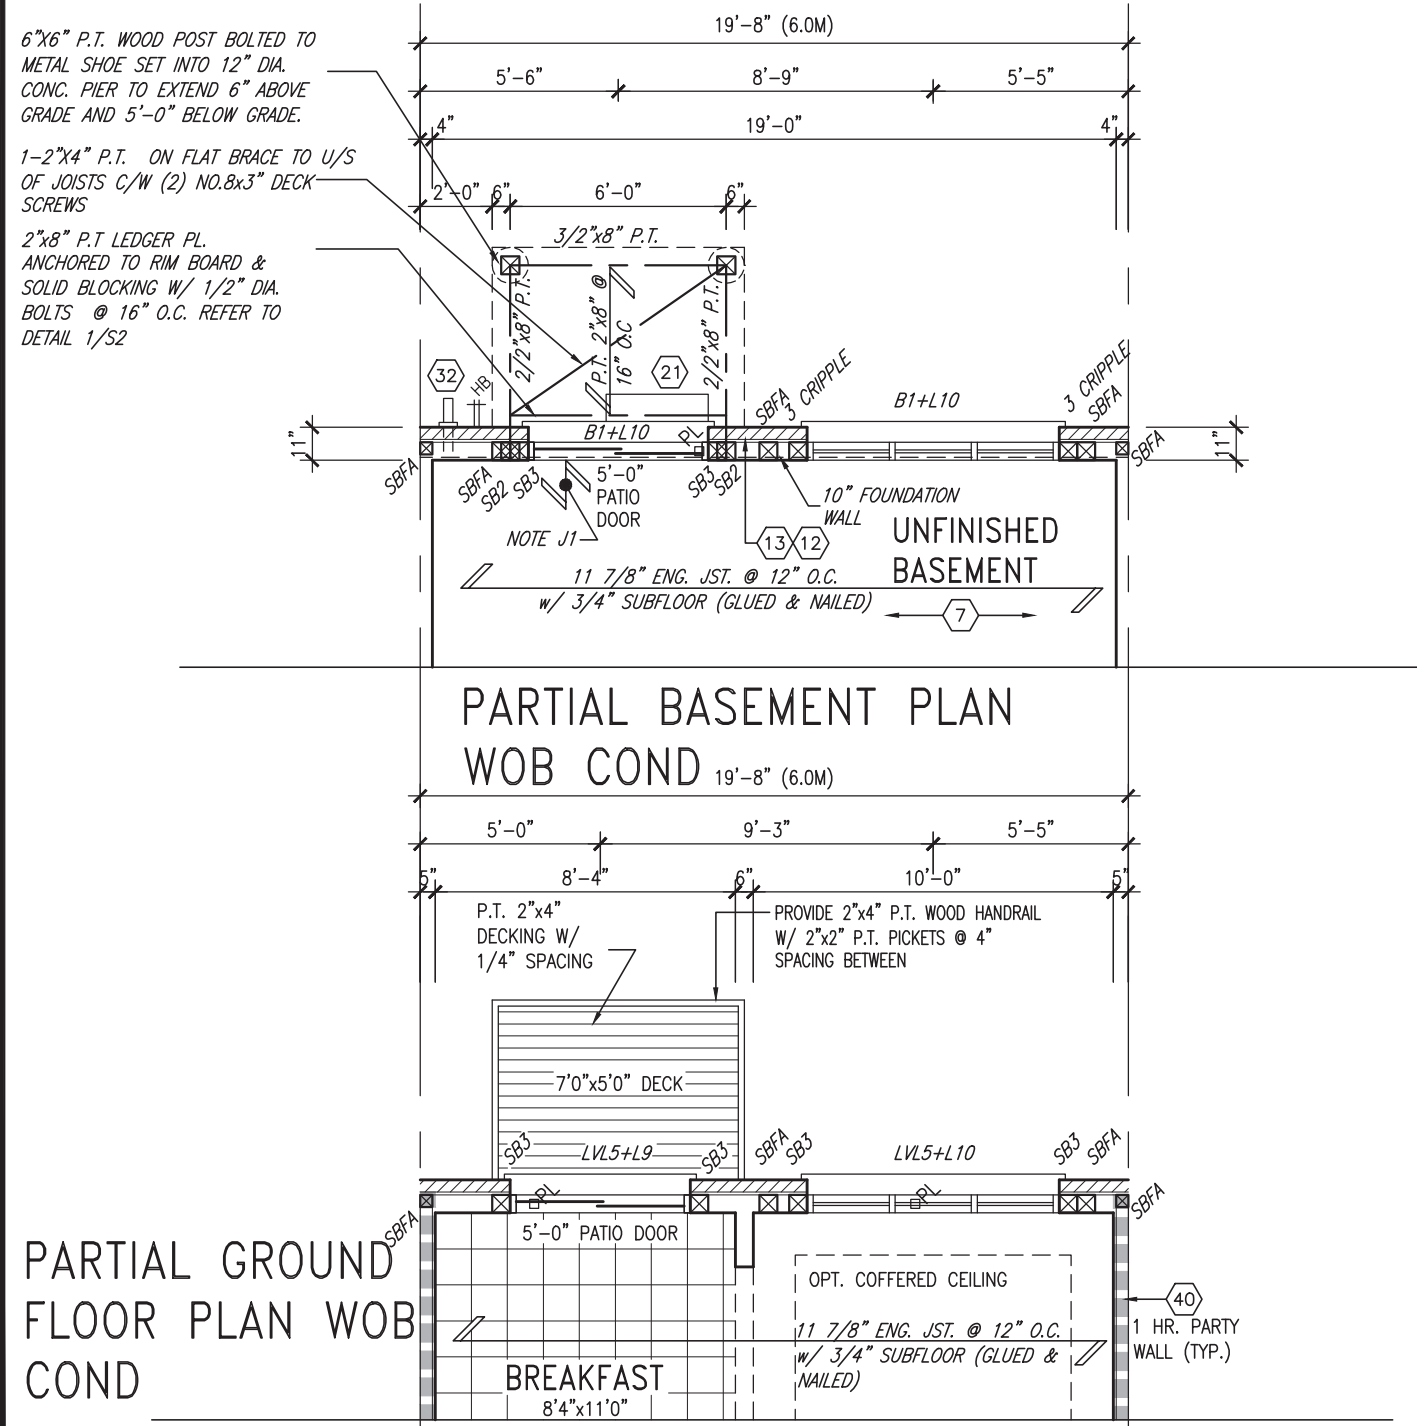 6"X6" P.T. WOOD POST BOLTED TO
METAL SHOE SET INTO 12" DIA.
CONC. PIER TO EXTEND 6" ABOVE
GRADE AND 5'-0" BELOW GRADE.
1-2"X4" P.T. ON FLAT BRACE TO U/S
OF JOISTS C/W (2) NO.8x3" DECK
SCREWS
2"x8" P.T LEDGER PL.
ANCHORED TO RIM BOARD &
SOLID BLOCKING W/ 1/2" DIA.
BOLTS @ 16" O.C. REFER TO
DETAIL 1/S2
19'-8" (6.0M)
5'-6"
8'-9"
5'-5"
4"
19'-0"
4"
2'-0"
6"
6'-0"
6"
3/2"x8" P.T.
2/2"x8" P.T.
P.T. 2"x8" @
16" O.C
2/2"x8" P.T.
32
HB
21
SBFA
3 CRIPPLE
B1+L10
3 CRIPPLE
SBFA
11"
B1+L10
PL
11"
SBFA
SBFA
SBFA
SB2
SB3
5'-0"
PATIO
DOOR
SB3
SB2
10" FOUNDATION
WALL
NOTE J1
13
12
UNFINISHED
BASEMENT
11 7/8" ENG. JST. @ 12" O.C.
w/ 3/4" SUBFLOOR (GLUED & NAILED)
7
PARTIAL BASEMENT PLAN
WOB COND
19'-8" (6.0M)
5'-0"
9'-3"
5'-5"
5"
8'-4"
6"
10'-0"
5"
P.T. 2"x4"
DECKING W/
1/4" SPACING
PROVIDE 2"x4" P.T. WOOD HANDRAIL
W/ 2"x2" P.T. PICKETS @ 4"
SPACING BETWEEN
7'0"x5'0" DECK
SB3
LVL5+L9
SB3
SBFA
SB3
LVL5+L10
SB3
SBFA
PL
PL
SBFA
SBFA
5'-0" PATIO DOOR
PARTIAL GROUND
FLOOR PLAN WOB
COND
OPT. COFFERED CEILING
40
1 HR. PARTY
WALL (TYP.)
11 7/8" ENG. JST. @ 12" O.C.
w/ 3/4" SUBFLOOR (GLUED &
NAILED)
BREAKFAST
8'4"x11'0"